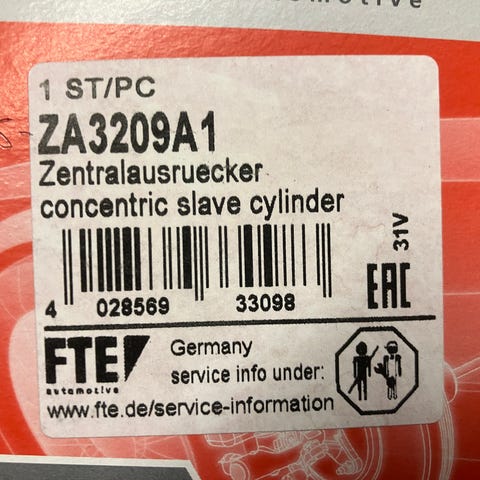 omotive
1 ST/PC
ZA3209A1
Zentralausruecker
concentric slave cylinder
31V
4 028569 33098
EAC
FTE
automotive
Germany
service info under:
www.fte.de/service-information